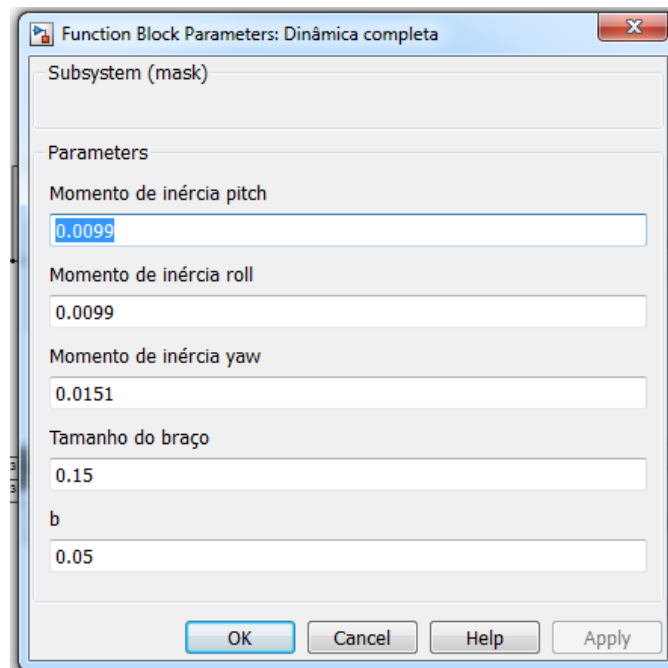 Function Block Parameters: Dinâmica completa
Subsystem (mask)
Parameters
Momento de inércia pitch
0.0099
Momento de inércia roll
0.0099
Momento de inércia yaw
0.0151
Tamanho do braço
0.15
b
0.05
OK Cancel Help Apply